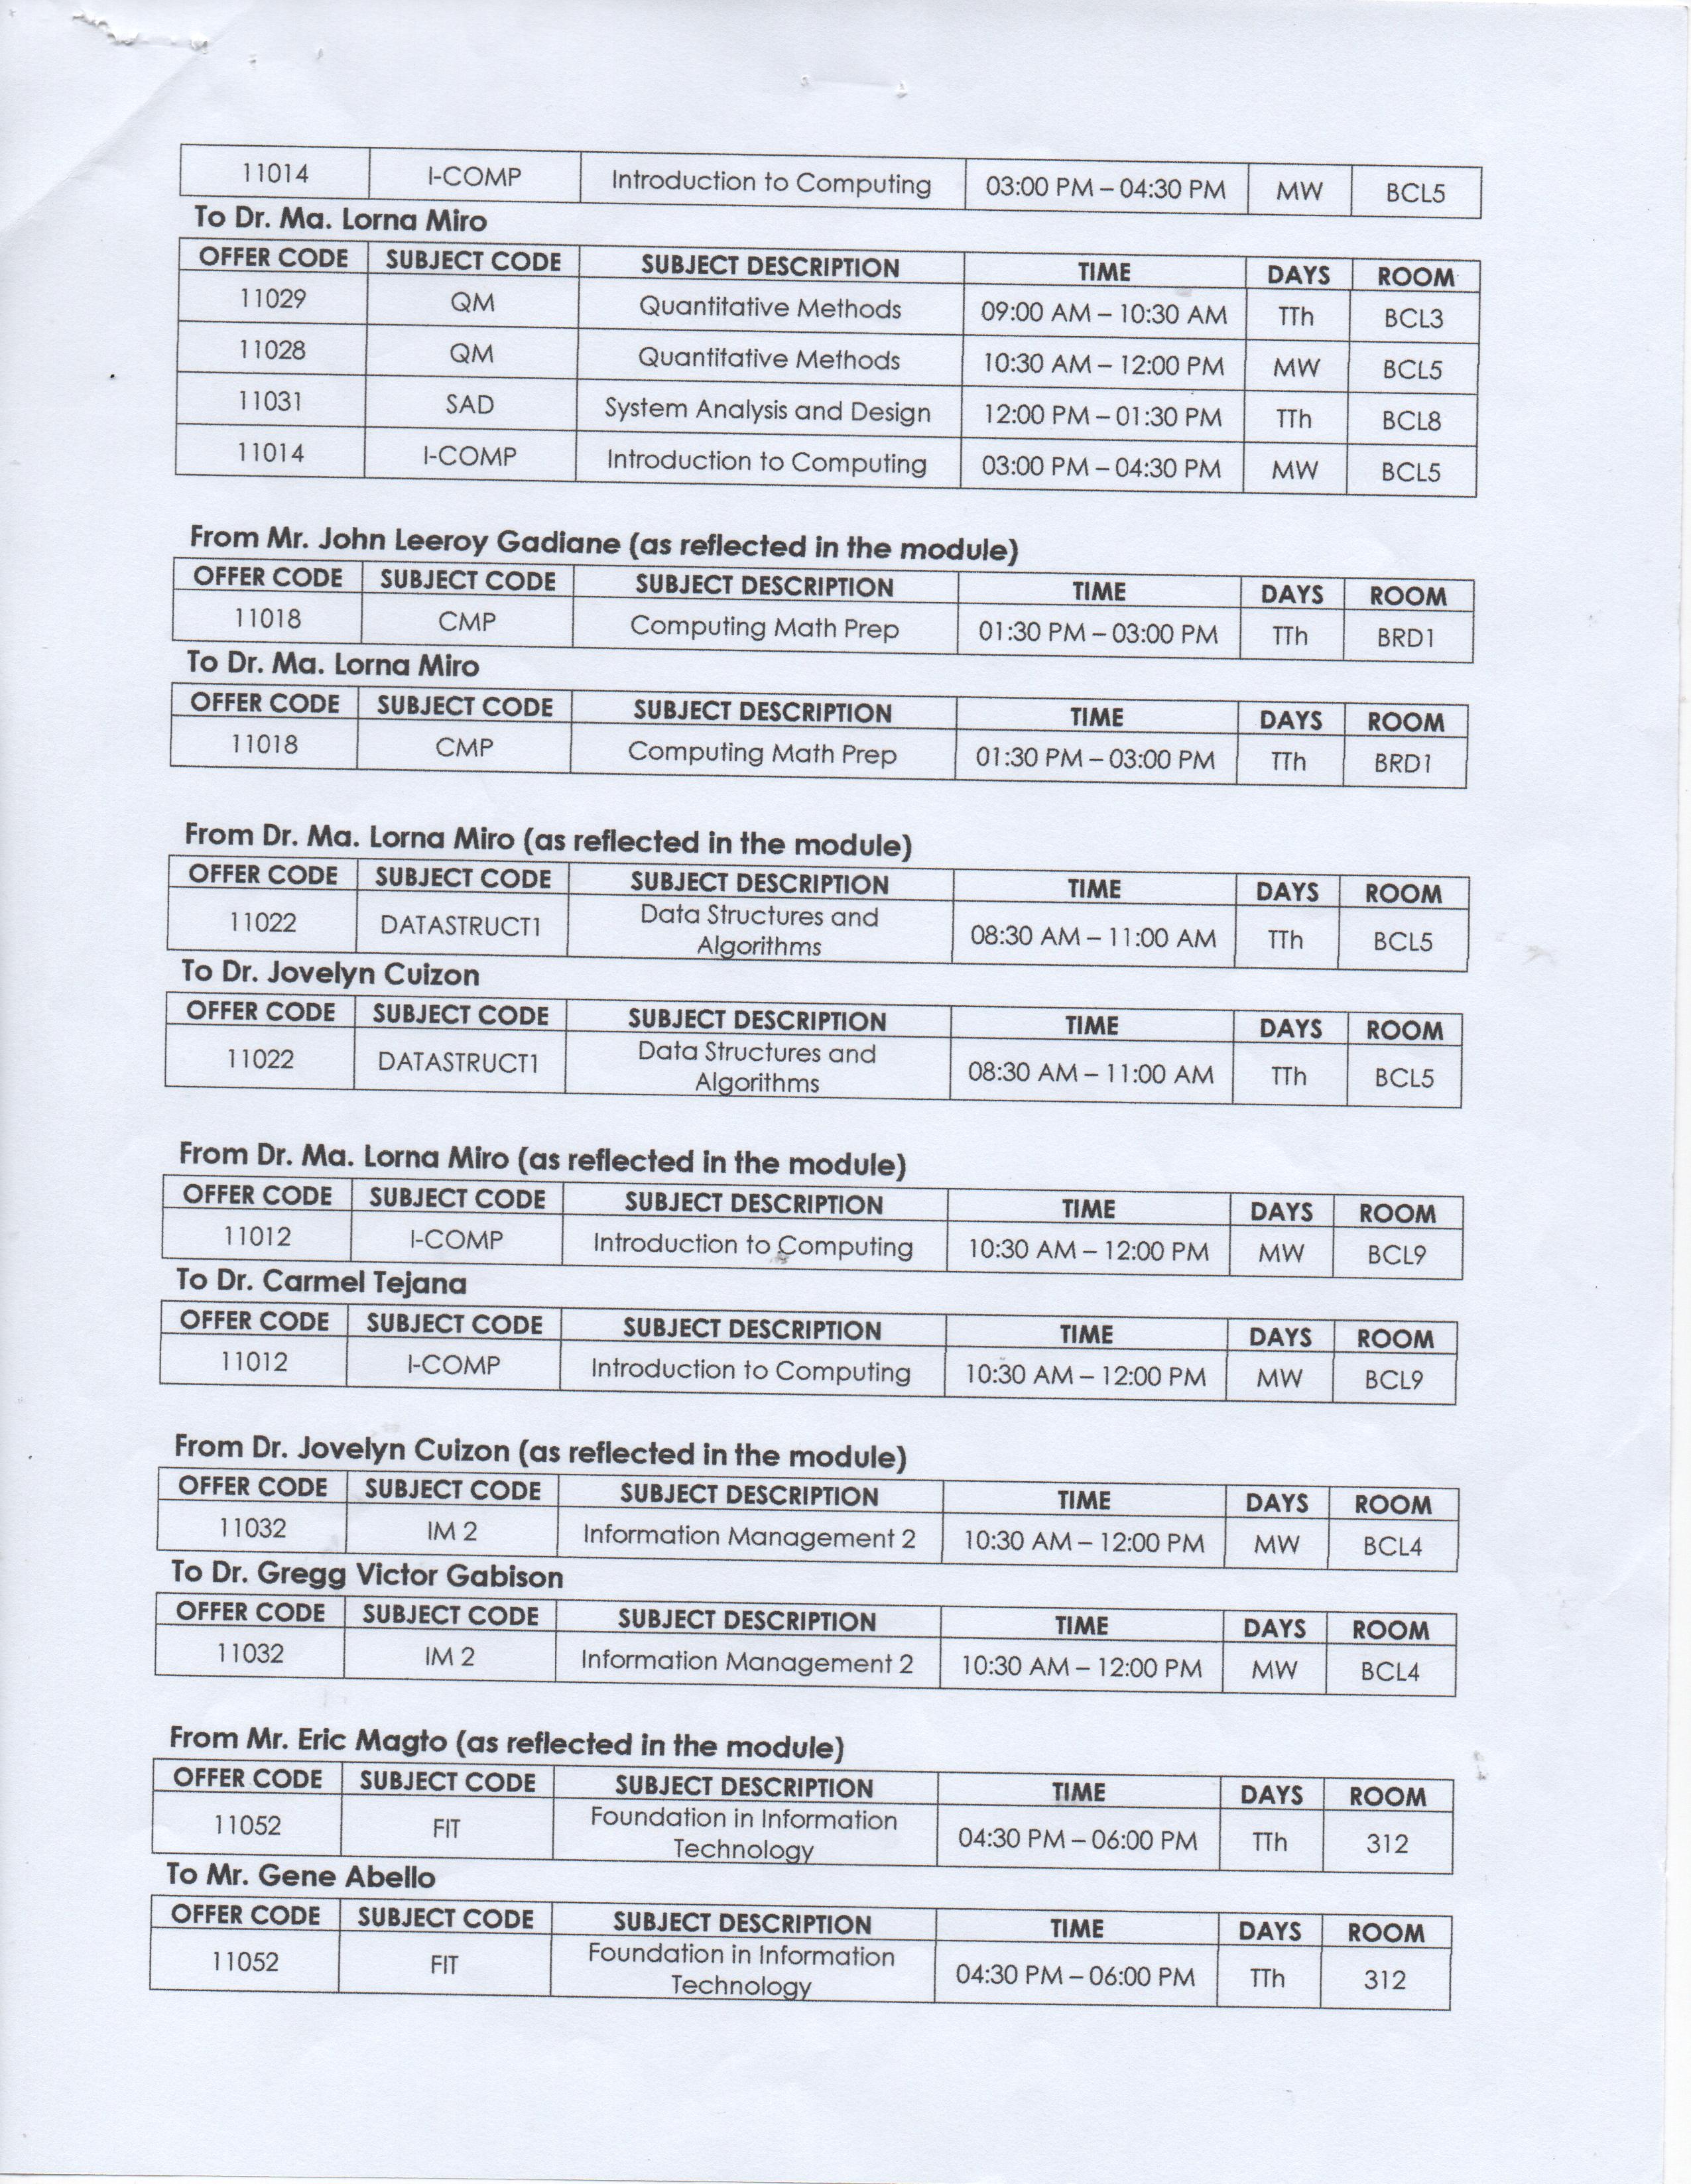 11014 I-COMP Introduction to Computing 03:00 PM – 04:30 PM MW BCL5
To Dr. Ma. Lorna Miro
OFFER CODE SUBJECT CODE SUBJECT DESCRIPTION TIME DAYS ROOM
11029 QM Quantitative Methods 09:00 AM – 10:30 AM TTh BCL3
11028 QM Quantitative Methods 10:30 AM – 12:00 PM MW BCL5
11031 SAD System Analysis and Design 12:00 PM – 01:30 PM TTh BCL8
11014 I-COMP Introduction to Computing 03:00 PM – 04:30 PM MW BCL5
From Mr. John Leeroy Gadiane (as reflected in the module)
OFFER CODE SUBJECT CODE SUBJECT DESCRIPTION TIME DAYS ROOM
11018 CMP Computing Math Prep 01:30 PM – 03:00 PM TTh BRD1
To Dr. Ma. Lorna Miro
OFFER CODE SUBJECT CODE SUBJECT DESCRIPTION TIME DAYS ROOM
11018 CMP Computing Math Prep 01:30 PM – 03:00 PM TTh BRD1
From Dr. Ma. Lorna Miro (as reflected in the module)
OFFER CODE SUBJECT CODE SUBJECT DESCRIPTION TIME DAYS ROOM
11022 DATASTRUCT1 Data Structures and
Algorithms 08:30 AM – 11:00 AM TTh BCL5
To Dr. Jovelyn Cuizon
OFFER CODE SUBJECT CODE SUBJECT DESCRIPTION TIME DAYS ROOM
11022 DATASTRUCT1 Data Structures and
Algorithms 08:30 AM – 11:00 AM TTh BCL5
From Dr. Ma. Lorna Miro (as reflected in the module)
OFFER CODE SUBJECT CODE SUBJECT DESCRIPTION TIME DAYS ROOM
11012 I-COMP Introduction to Computing 10:30 AM – 12:00 PM MW BCL9
To Dr. Carmel Tejana
OFFER CODE SUBJECT CODE SUBJECT DESCRIPTION TIME DAYS ROOM
11012 I-COMP Introduction to Computing 10:30 AM – 12:00 PM MW BCL9
From Dr. Jovelyn Cuizon (as reflected in the module)
OFFER CODE SUBJECT CODE SUBJECT DESCRIPTION TIME DAYS ROOM
11032 IM 2 Information Management 2 10:30 AM – 12:00 PM MW BCL4
To Dr. Gregg Victor Gabison
OFFER CODE SUBJECT CODE SUBJECT DESCRIPTION TIME DAYS ROOM
11032 IM 2 Information Management 2 10:30 AM – 12:00 PM MW BCL4
From Mr. Eric Magto (as reflected in the module)
OFFER CODE SUBJECT CODE SUBJECT DESCRIPTION TIME DAYS ROOM
11052 FIT Foundation in Information
Technology 04:30 PM – 06:00 PM TTh 312
To Mr. Gene Abello
OFFER CODE SUBJECT CODE SUBJECT DESCRIPTION TIME DAYS ROOM
11052 FIT Foundation in Information
Technology 04:30 PM – 06:00 PM TTh 312